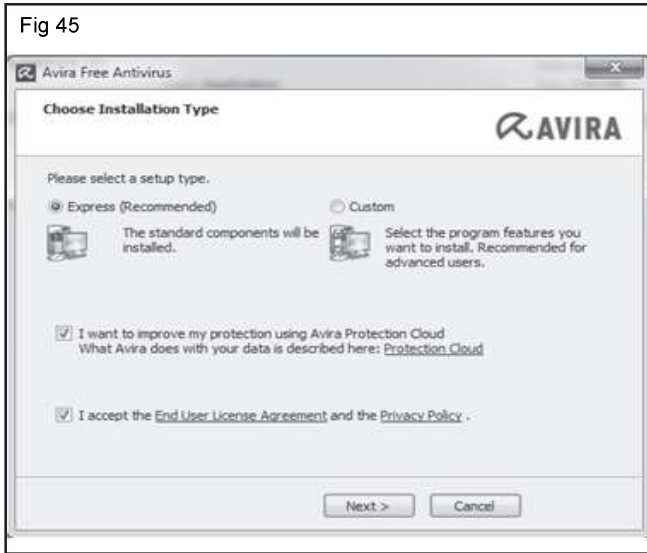 Fig 45
Avira Free Antivirus
Choose Installation Type
AVIRA
Please select a setup type.
Express (Recommended)
Custom
The standard components will be
installed.
Select the program features you
want to install. Recommended for
advanced users.
I want to improve my protection using Avira Protection Cloud
What Avira does with your data is described here: Protection Cloud
I accept the End User License Agreement and the Privacy Policy .
Next >
Cancel